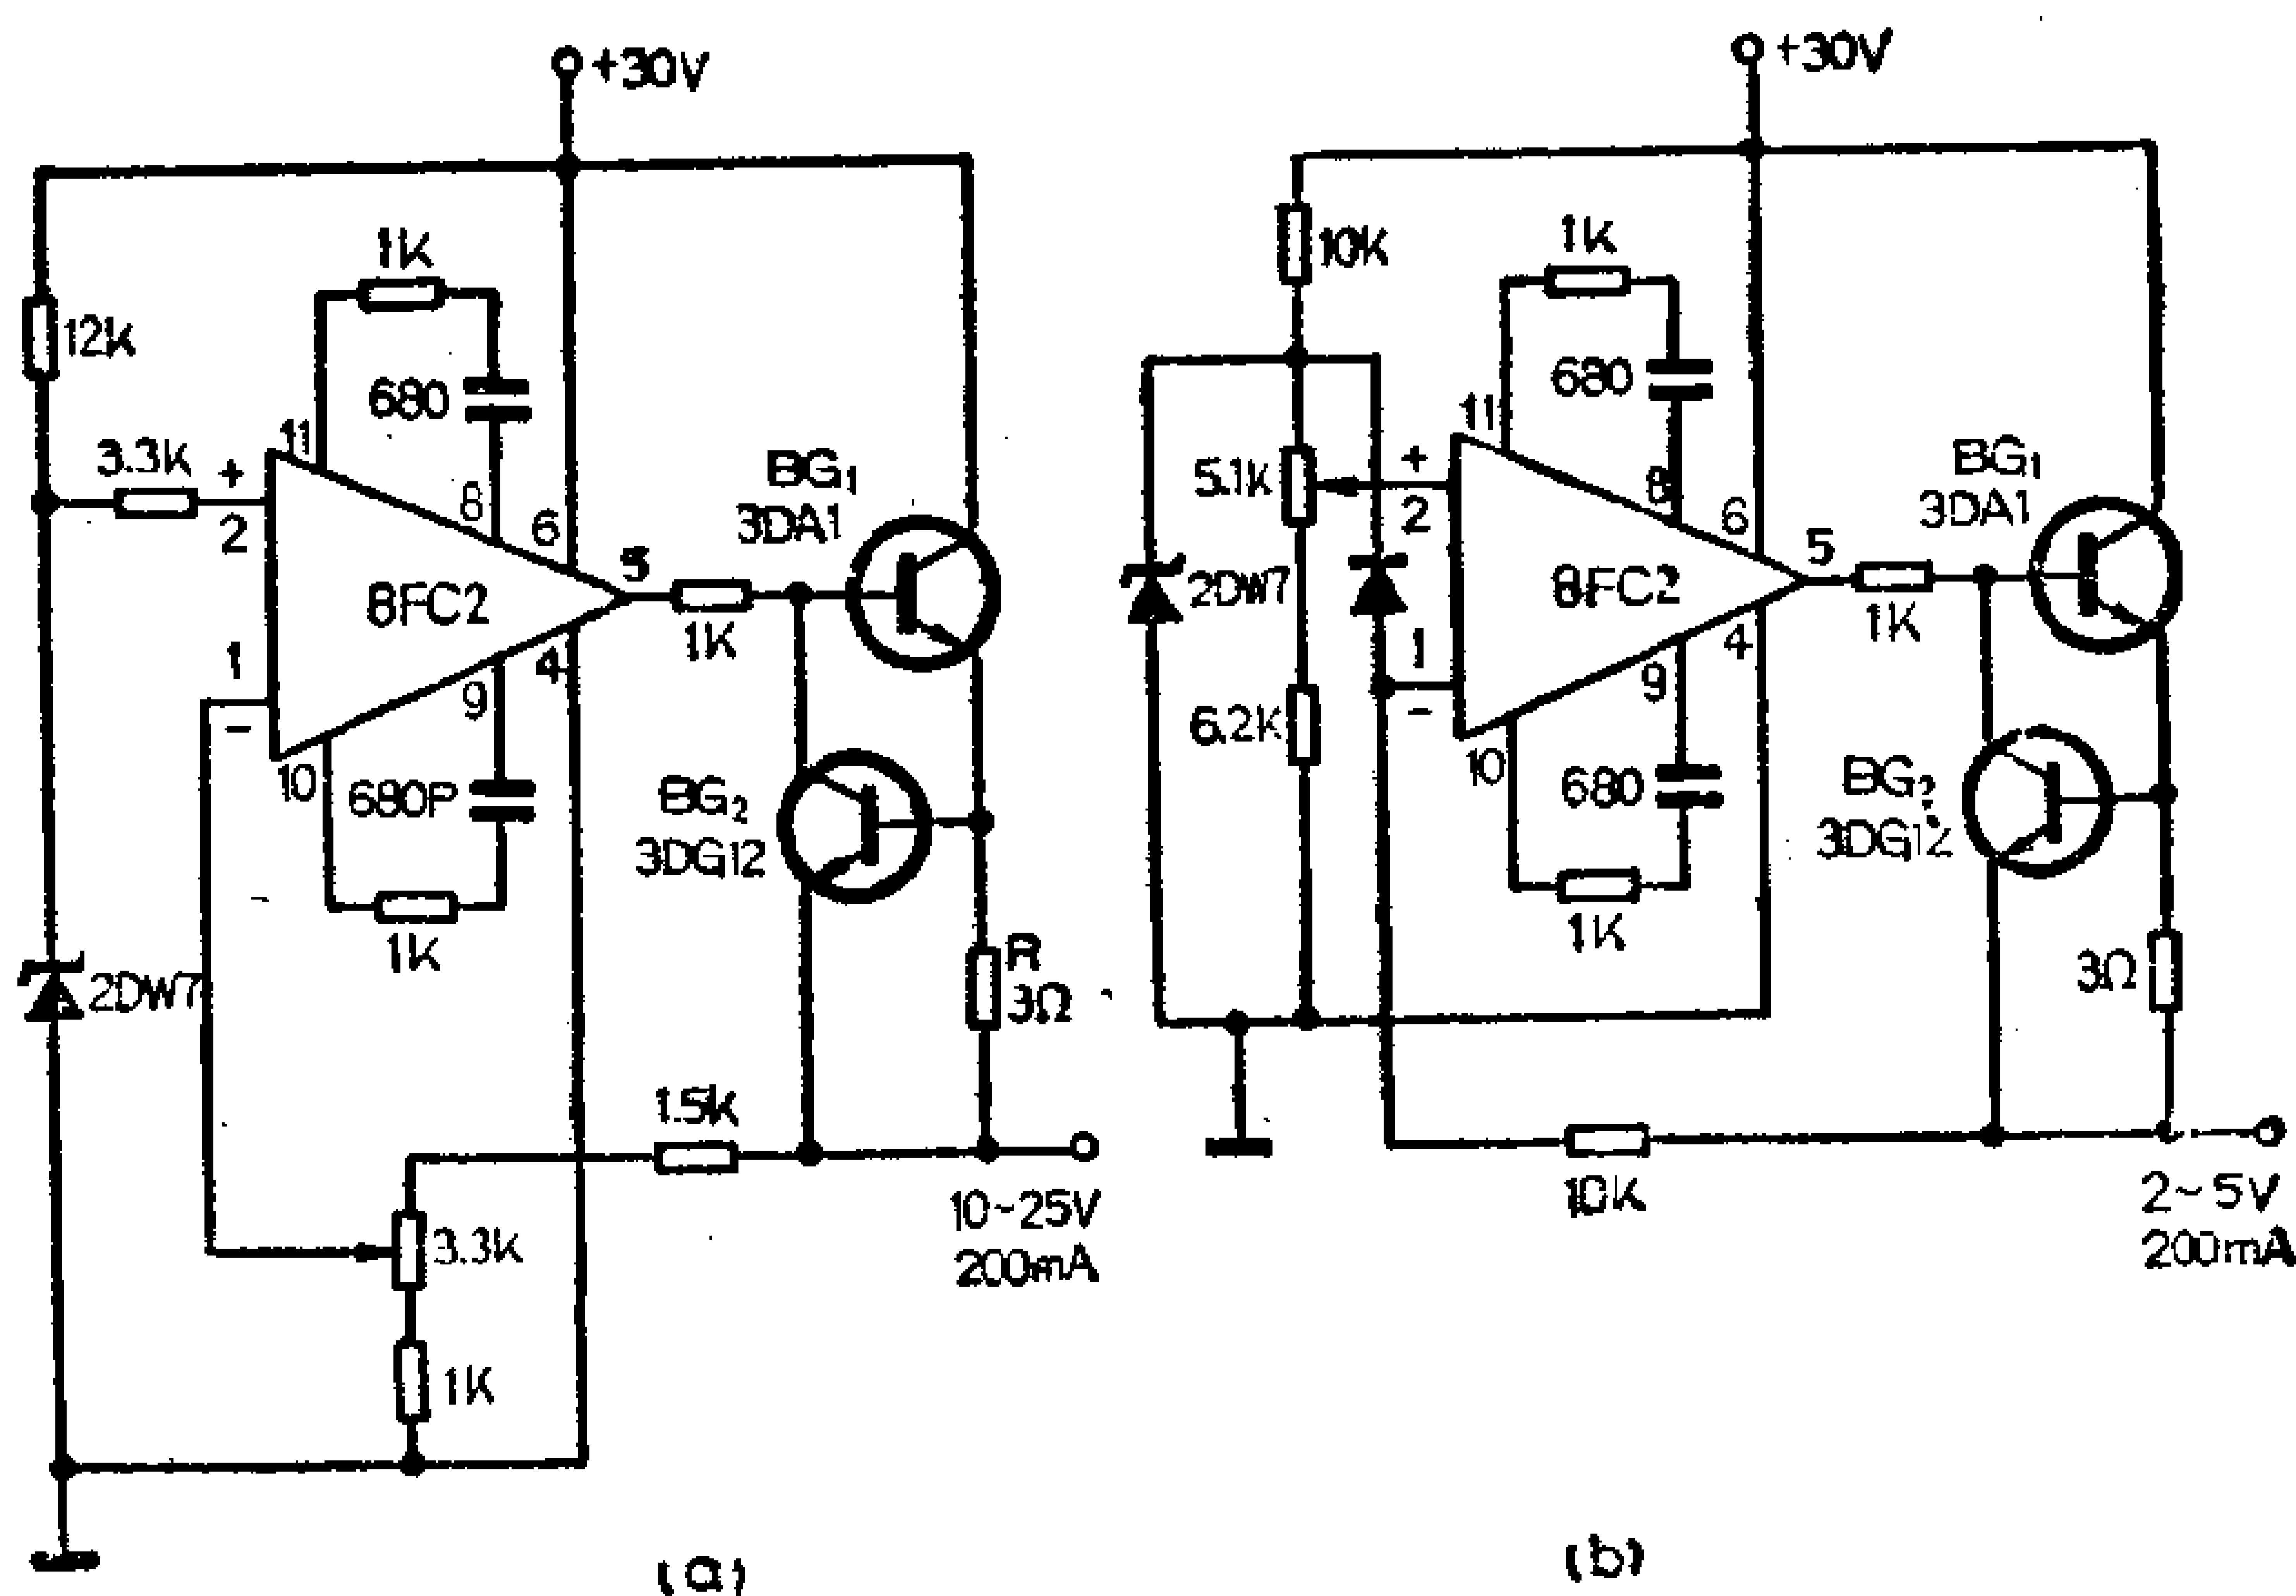 +30V
12k
1K
680
3.3K
+
2
11
8
6
8FC2
5
1K
BG1
3DA1
1
-
10
9
4
680P
1K
BG2
3DG12
2DW7
R
3Ω
1.5K
3.3K
1K
10~25V
200mA
(a)
+30V
10K
1K
680
11
8
6
5.1K
+
2
2DW7
8FC2
5
1K
BG1
3DA1
1
-
10
9
4
6.2K
680
1K
BG2
3DG12
3Ω
10K
2~5V
200mA
(b)